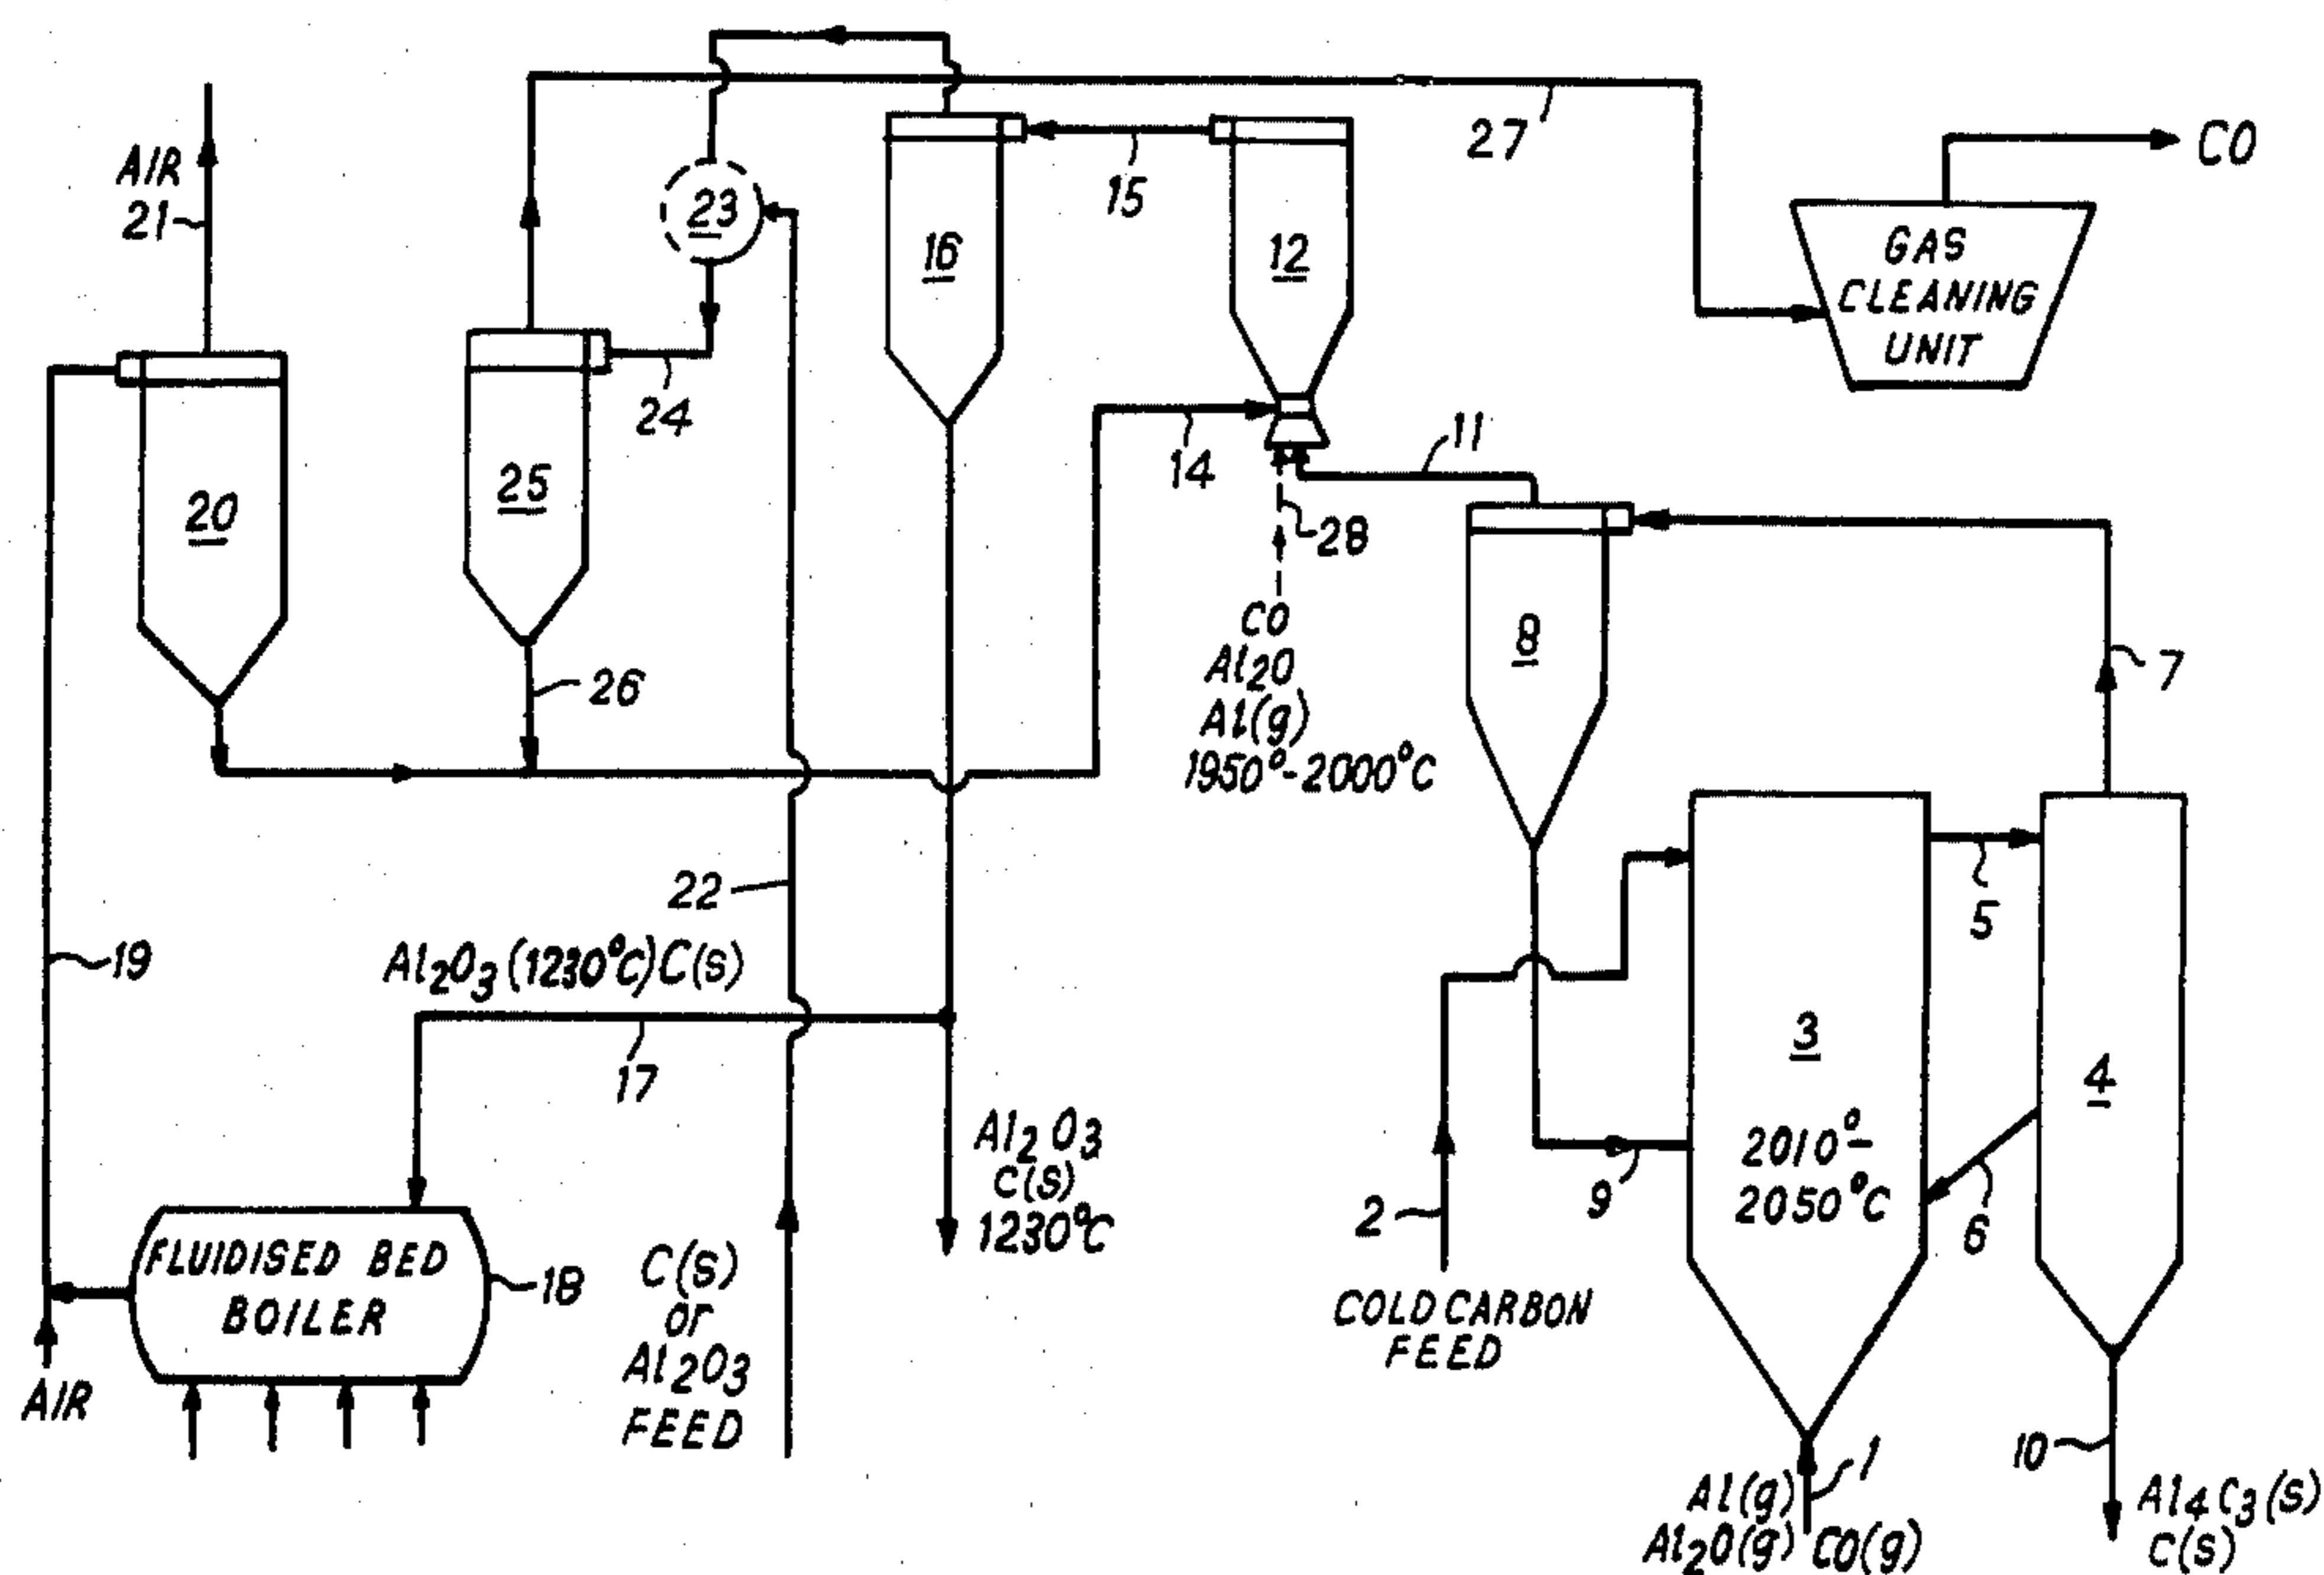 AIR
21
23
16
15
12
27
CO
GAS
CLEANING
UNIT
24
25
20
14
11
28
CO
Al2O
Al(g)
1950°-2000°C
8
7
26
22
19
Al2O3 (1230°C) C(s)
17
5
3
2010°-
2050°C
4
6
9
2
COLD CARBON
FEED
Al2O3
C(s)
1230°C
FLUIDISED BED
BOILER
18
AIR
C(s)
or
Al2O3
FEED
10
1
Al(g)
Al2O(g) CO(g)
Al4C3(s)
C(s)